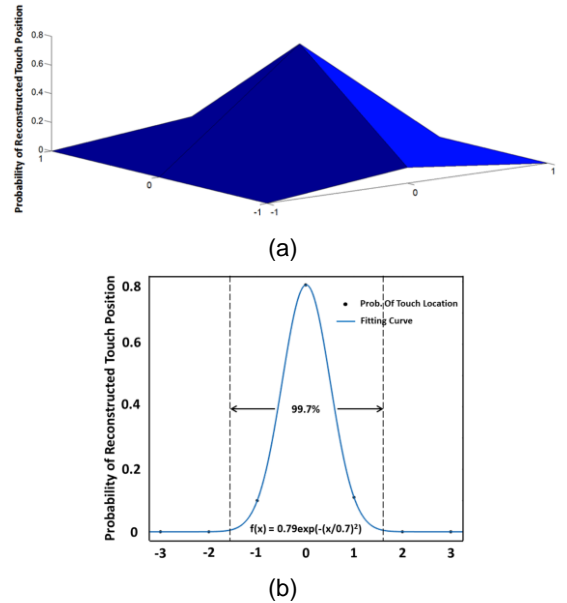 Probability of Reconstructed Touch Position
0.8
0.6
0.4
0.2
0
1
0
-1
-1
0
1
(a)
Probability of Reconstructed Touch Position
0.8
0.6
0.4
0.2
0
Prob. Of Touch Location
Fitting Curve
99.7%
f(x) = 0.79exp(-(x/0.7)²)
-3 -2 -1 0 1 2 3
(b)